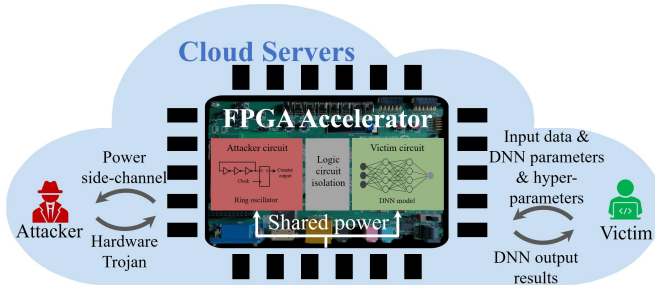 Cloud Servers
FPGA Accelerator
Attacker circuit
Counter
output
Clock
Ring oscillator
Logic
circuit
isolation
Victim circuit
DNN model
Shared power
Power
side-channel
Attacker
Hardware
Trojan
Input data &
DNN parameters
& hyper-
parameters
Victim
DNN output
results